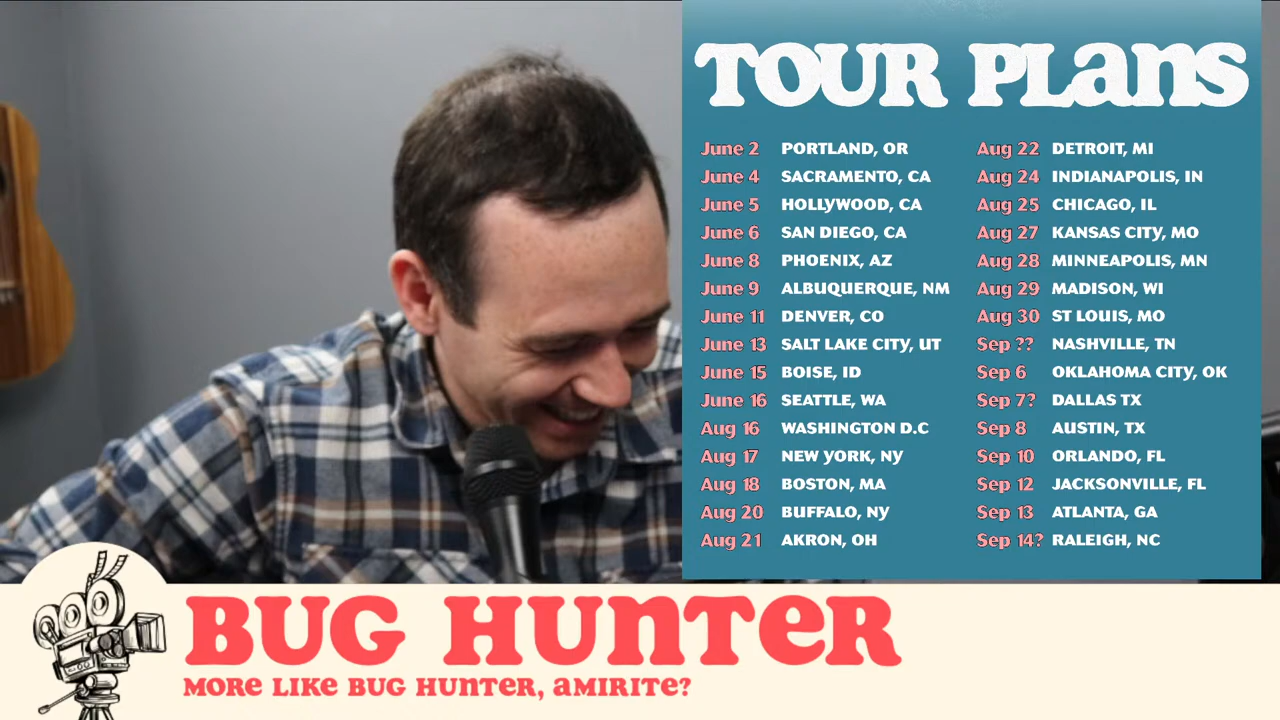 TOUR PLANS
June 2 PORTLAND, OR
June 4 SACRAMENTO, CA
June 5 HOLLYWOOD, CA
June 6 SAN DIEGO, CA
June 8 PHOENIX, AZ
June 9 ALBUQUERQUE, NM
June 11 DENVER, CO
June 13 SALT LAKE CITY, UT
June 15 BOISE, ID
June 16 SEATTLE, WA
Aug 16 WASHINGTON D.C
Aug 17 NEW YORK, NY
Aug 18 BOSTON, MA
Aug 20 BUFFALO, NY
Aug 21 AKRON, OH
Aug 22 DETROIT, MI
Aug 24 INDIANAPOLIS, IN
Aug 25 CHICAGO, IL
Aug 27 KANSAS CITY, MO
Aug 28 MINNEAPOLIS, MN
Aug 29 MADISON, WI
Aug 30 ST LOUIS, MO
Sep ?? NASHVILLE, TN
Sep 6 OKLAHOMA CITY, OK
Sep 7? DALLAS TX
Sep 8 AUSTIN, TX
Sep 10 ORLANDO, FL
Sep 12 JACKSONVILLE, FL
Sep 13 ATLANTA, GA
Sep 14? RALEIGH, NC
BUG HUNTER
MORE LIKE BUG HUNTER, AMIRITE?